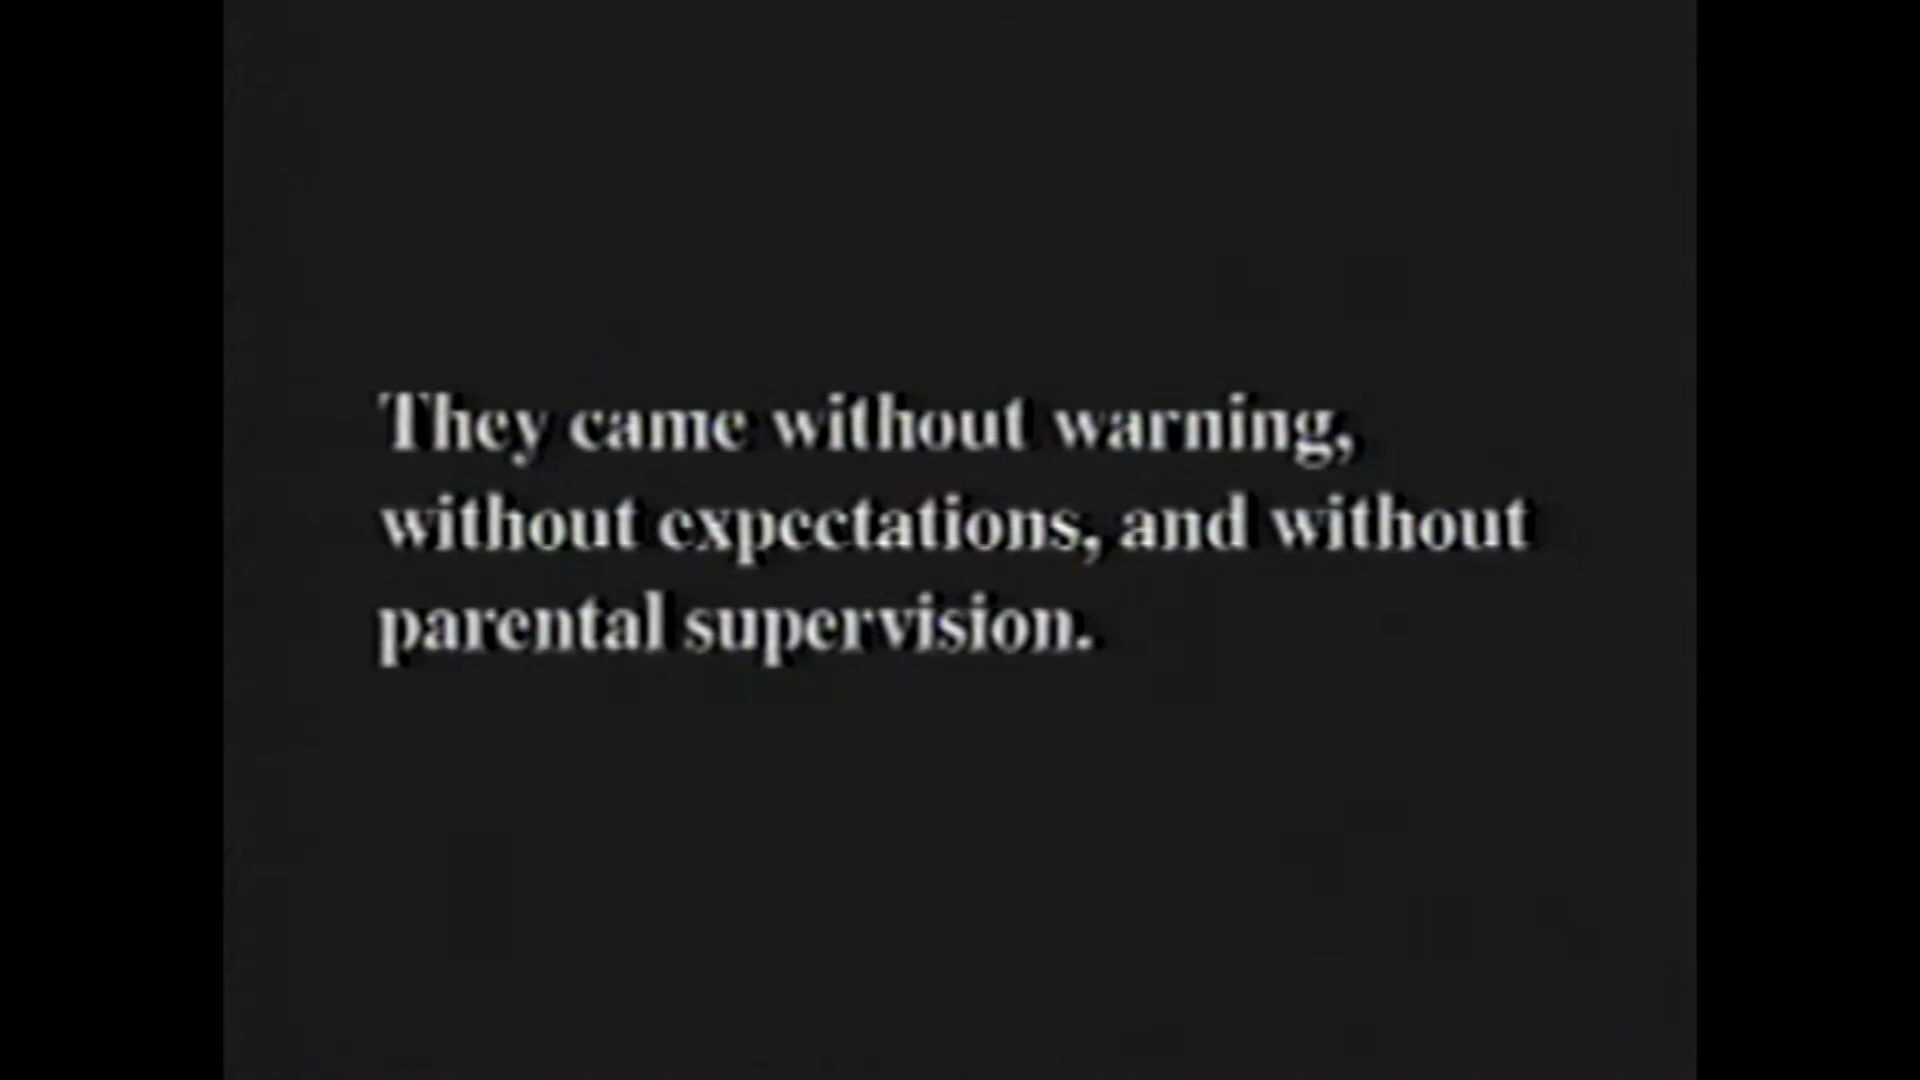 They came without warning,
without expectations, and without
parental supervision.